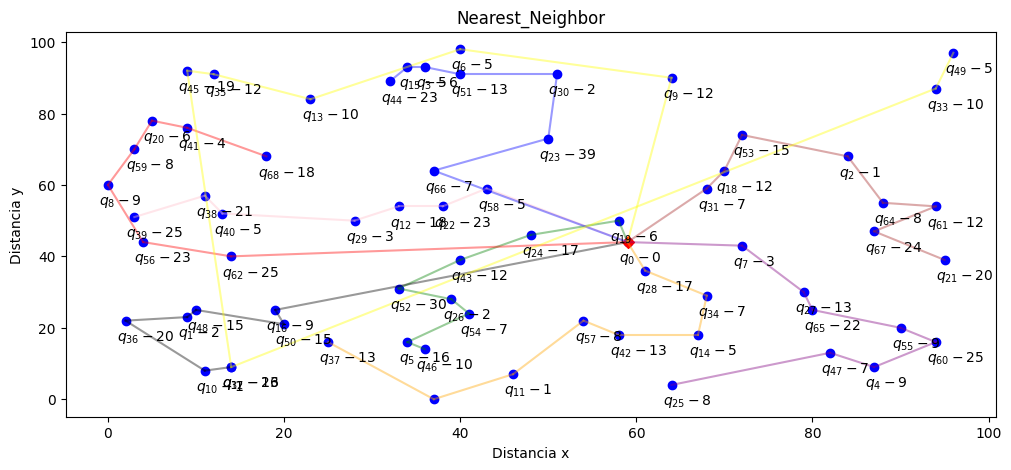 Nearest_Neighbor
Distancia y
100
80
60
40
20
0
q6 − 5
q49 − 5
q45 − 19
q35 − 12
q3 − 6
q44 − 23
q51 − 13
q30 − 2
q9 − 12
q33 − 10
q13 − 10
q20 − 6
q41 − 4
q23 − 39
q53 − 15
q59 − 8
q68 − 18
q2 − 1
q66 − 7
q18 − 12
q8 − 9
q58 − 5
q31 − 7
q38 − 21
q64 − 8
q39 − 25
q40 − 5
q29 − 3
q12 − 18
q22 − 23
q61 − 12
q56 − 23
q24 − 17
q0 − 0
q7 − 3
q67 − 24
q62 − 25
q43 − 12
q28 − 17
q21 − 20
q52 − 30
q26 − 2
q34 − 7
q65 − 22
q36 − 20
q1 − 2
q48 − 15
q16 − 9
q50 − 15
q54 − 7
q37 − 13
q5 − 16
q46 − 10
q42 − 13
q14 − 5
q60 − 25
q47 − 7
q4 − 9
q11 − 1
q25 − 8
0 20 40 60 80 100
Distancia x